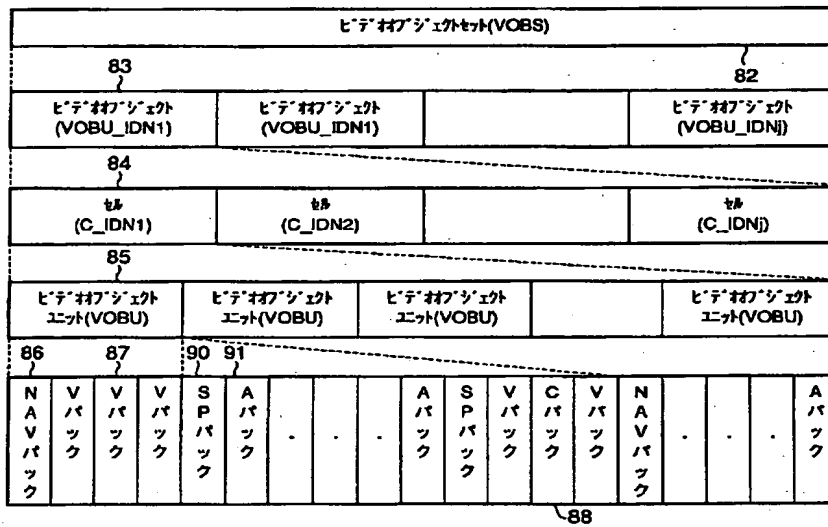 ビデオオブジェクトセット(VOBS)
83
82
ビデオオブジェクト
(VOBU_IDN1)
ビデオオブジェクト
(VOBU_IDN1)
ビデオオブジェクト
(VOBU_IDNj)
84
セル
(C_IDN1)
セル
(C_IDN2)
セル
(C_IDNj)
85
ビデオオブジェクト
ユニット(VOBU)
ビデオオブジェクト
ユニット(VOBU)
ビデオオブジェクト
ユニット(VOBU)
ビデオオブジェクト
ユニット(VOBU)
86
87
90
91
NAVパック
Vパック
Vパック
Vパック
SPパック
Aパック
・
・
・
Aパック
SPパック
Vパック
Cパック
Vパック
NAVパック
・
・
・
Aパック
88